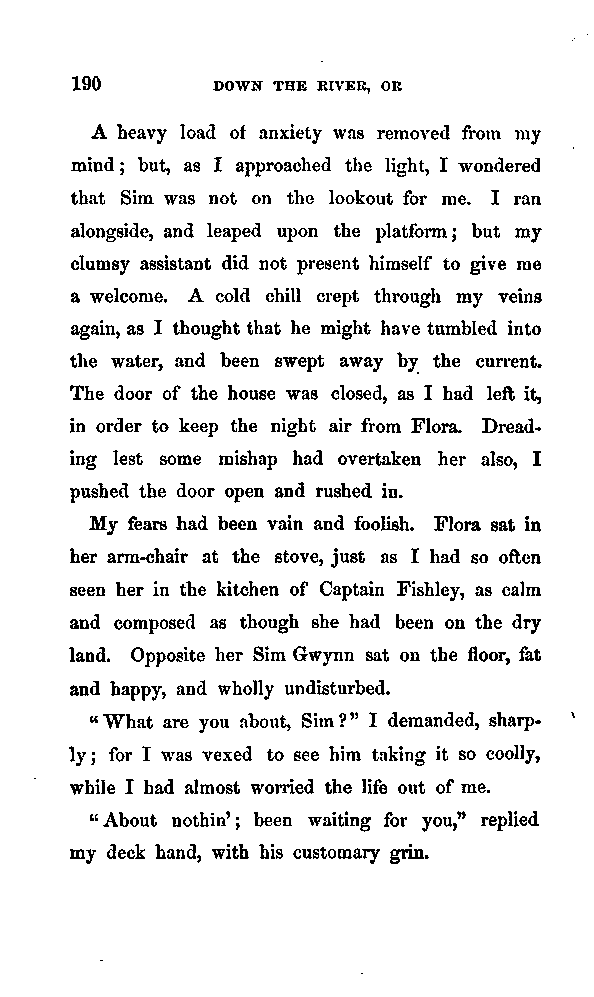 190 DOWN THE RIVER, OR
A heavy load of anxiety was removed from my
mind; but, as I approached the light, I wondered
that Sim was not on the lookout for me. I ran
alongside, and leaped upon the platform; but my
clumsy assistant did not present himself to give me
a welcome. A cold chill crept through my veins
again, as I thought that he might have tumbled into
the water, and been swept away by the current.
The door of the house was closed, as I had left it,
in order to keep the night air from Flora. Dread-
ing lest some mishap had overtaken her also, I
pushed the door open and rushed in.
My fears had been vain and foolish. Flora sat in
her arm-chair at the stove, just as I had so often
seen her in the kitchen of Captain Fishley, as calm
and composed as though she had been on the dry
land. Opposite her Sim Gwynn sat on the floor, fat
and happy, and wholly undisturbed.
"What are you about, Sim?" I demanded, sharp-
ly; for I was vexed to see him taking it so coolly,
while I had almost worried the life out of me.
"About nothin'; been waiting for you," replied
my deck hand, with his customary grin.